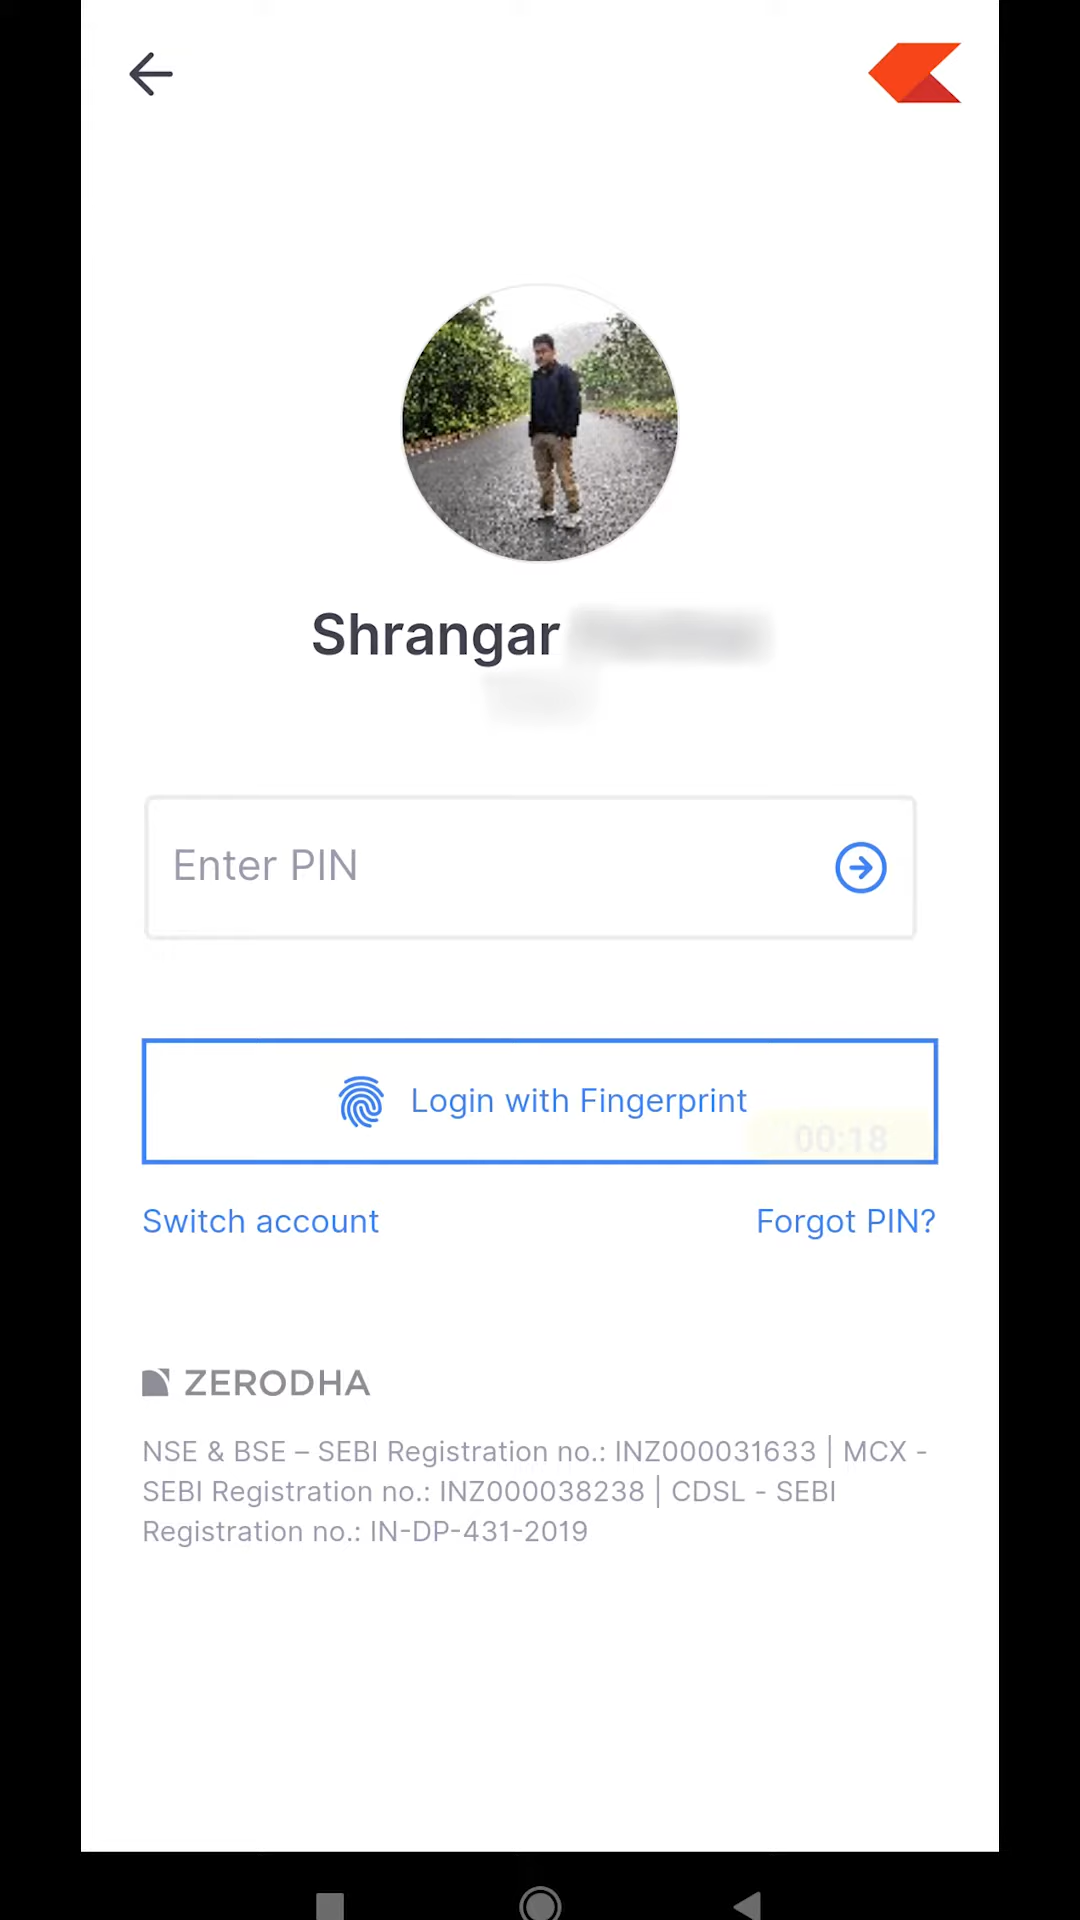 Shrangar
Enter PIN
Login with Fingerprint
00:18
Switch account
Forgot PIN?
ZERODHA
NSE & BSE – SEBI Registration no.: INZ000031633 | MCX -
SEBI Registration no.: INZ000038238 | CDSL - SEBI
Registration no.: IN-DP-431-2019